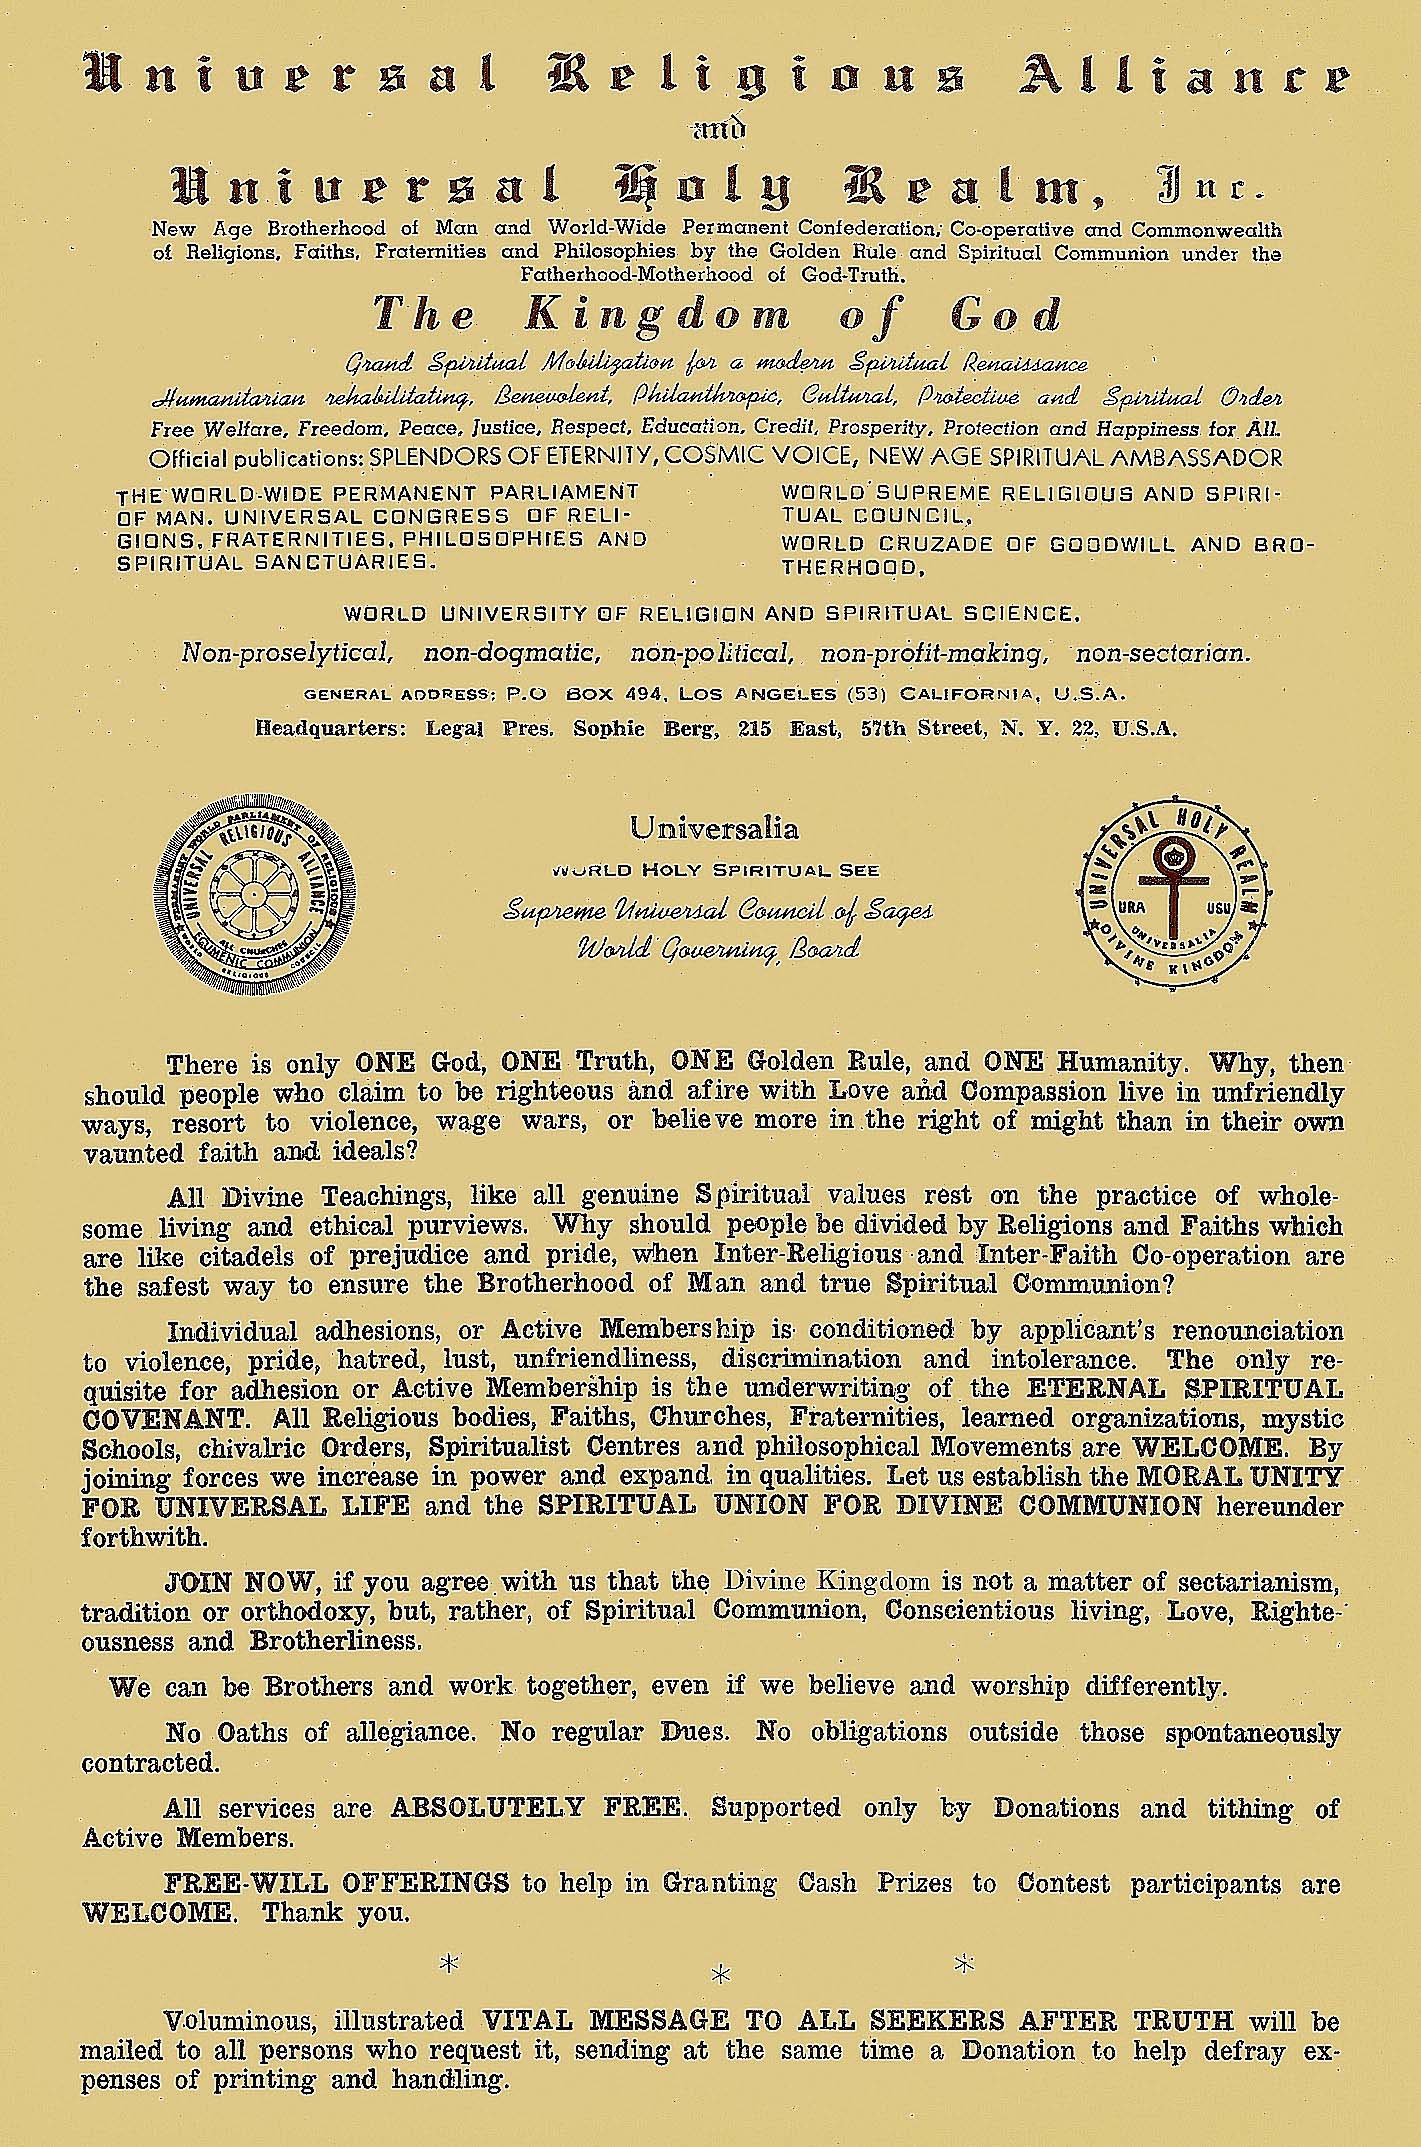 Universal Religious Alliance
and
Universal Holy Realm, Inc.
New Age Brotherhood of Man and World-Wide Permanent Confederation, Co-operative and Commonwealth
of Religions, Faiths, Fraternities and Philosophies by the Golden Rule and Spiritual Communion under the
Fatherhood-Motherhood of God-Truth.
The Kingdom of God
Grand Spiritual Mobilization for a modern Spiritual Renaissance
Humanitarian rehabilitating, Benevolent, Philanthropic, Cultural, Protective and Spiritual Order
Free Welfare, Freedom, Peace, Justice, Respect, Education, Credit, Prosperity, Protection and Happiness for All.
Official publications: SPLENDORS OF ETERNITY, COSMIC VOICE, NEW AGE SPIRITUAL AMBASSADOR
THE WORLD-WIDE PERMANENT PARLIAMENT
OF MAN. UNIVERSAL CONGRESS OF RELI-
GIONS, FRATERNITIES, PHILOSOPHIES AND
SPIRITUAL SANCTUARIES.
WORLD SUPREME RELIGIOUS AND SPIRI-
TUAL COUNCIL,
WORLD CRUZADE OF GOODWILL AND BRO-
THERHOOD,
WORLD UNIVERSITY OF RELIGION AND SPIRITUAL SCIENCE.
Non-proselytical, non-dogmatic, non-political, non-profit-making, non-sectarian.
GENERAL ADDRESS: P.O BOX 494, LOS ANGELES (53) CALIFORNIA, U.S.A.
Headquarters: Legal Pres. Sophie Berg, 215 East, 57th Street, N. Y. 22, U.S.A.
PERMANENT WORLD PARLIAMENT OF RELIGIONS
UNIVERSAL RELIGIOUS ALLIANCE
ALL CHURCHES
ECUMENIC COMMUNION
WORLD RELIGIOUS COUNCIL
Universalia
WORLD HOLY SPIRITUAL SEE
Supreme Universal Council of Sages
World Governing Board
UNIVERSAL HOLY REALM
URA USU
UNIVERSALIA
DIVINE KINGDOM
There is only ONE God, ONE Truth, ONE Golden Rule, and ONE Humanity. Why, then
should people who claim to be righteous and afire with Love and Compassion live in unfriendly
ways, resort to violence, wage wars, or believe more in the right of might than in their own
vaunted faith and ideals?
All Divine Teachings, like all genuine Spiritual values rest on the practice of whole-
some living and ethical purviews. Why should people be divided by Religions and Faiths which
are like citadels of prejudice and pride, when Inter-Religious and Inter-Faith Co-operation are
the safest way to ensure the Brotherhood of Man and true Spiritual Communion?
Individual adhesions, or Active Membership is conditioned by applicant's renounciation
to violence, pride, hatred, lust, unfriendliness, discrimination and intolerance. The only re-
quisite for adhesion or Active Membership is the underwriting of the ETERNAL SPIRITUAL
COVENANT. All Religious bodies, Faiths, Churches, Fraternities, learned organizations, mystic
Schools, chivalric Orders, Spiritualist Centres and philosophical Movements are WELCOME. By
joining forces we increase in power and expand in qualities. Let us establish the MORAL UNITY
FOR UNIVERSAL LIFE and the SPIRITUAL UNION FOR DIVINE COMMUNION hereunder
forthwith.
JOIN NOW, if you agree with us that the Divine Kingdom is not a matter of sectarianism,
tradition or orthodoxy, but, rather, of Spiritual Communion, Conscientious living, Love, Righte-
ousness and Brotherliness.
We can be Brothers and work together, even if we believe and worship differently.
No Oaths of allegiance. No regular Dues. No obligations outside those spontaneously
contracted.
All services are ABSOLUTELY FREE. Supported only by Donations and tithing of
Active Members.
FREE-WILL OFFERINGS to help in Granting Cash Prizes to Contest participants are
WELCOME. Thank you.
* * *
Voluminous, illustrated VITAL MESSAGE TO ALL SEEKERS AFTER TRUTH will be
mailed to all persons who request it, sending at the same time a Donation to help defray ex-
penses of printing and handling.